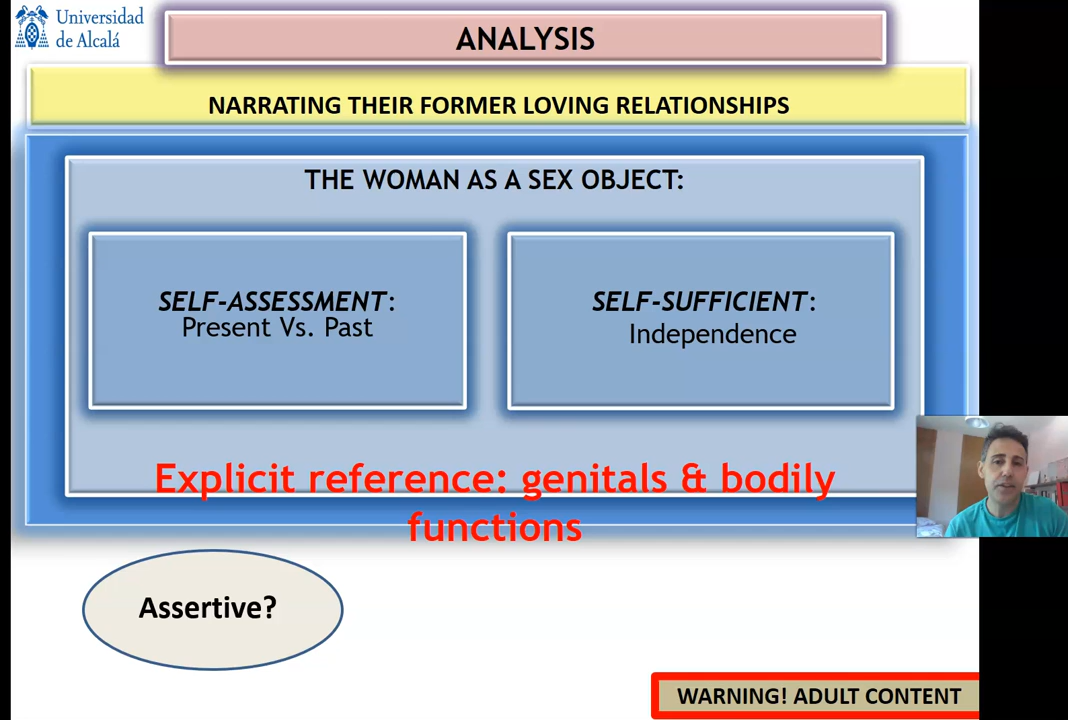 Universidad
de Alcalá
ANALYSIS
NARRATING THEIR FORMER LOVING RELATIONSHIPS
THE WOMAN AS A SEX OBJECT:
SELF-ASSESSMENT:
Present Vs. Past
SELF-SUFFICIENT:
Independence
Explicit reference: genitals & bodily
functions
Assertive?
WARNING! ADULT CONTENT